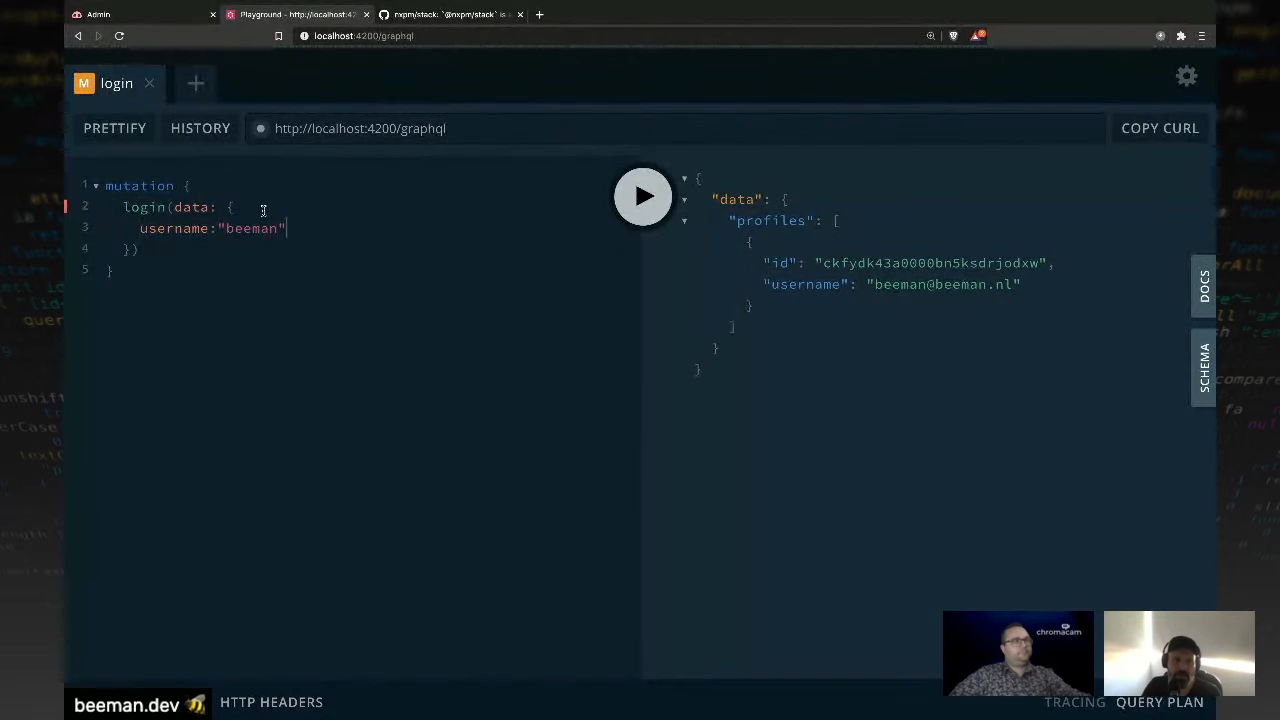 Admin
Playground - http://localhost:42
nxpm/stack: `@nxpm/stack` is
localhost:4200/graphql
M login
PRETTIFY
HISTORY
http://localhost:4200/graphql
COPY CURL
1 mutation {
2 login(data: {
3 username:"beeman"
4 })
5 }
{
"data": {
"profiles": [
{
"id": "ckfydk43a0000bn5ksdrjodxw",
"username": "beeman@beeman.nl"
}
]
}
}
DOCS
SCHEMA
chromacam
beeman.dev
HTTP HEADERS
TRACING
QUERY PLAN